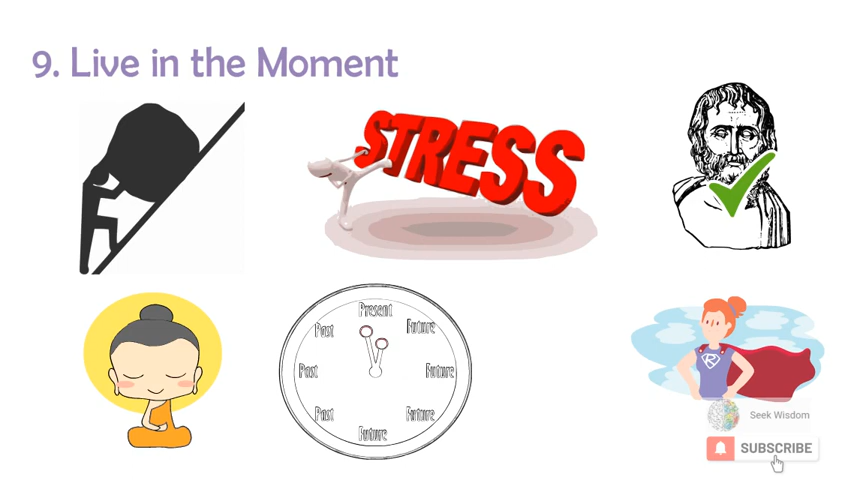 9. Live in the Moment
STRESS
Present
Past
Future
Past
Future
Past
Future
Future
R
Seek Wisdom
SUBSCRIBE